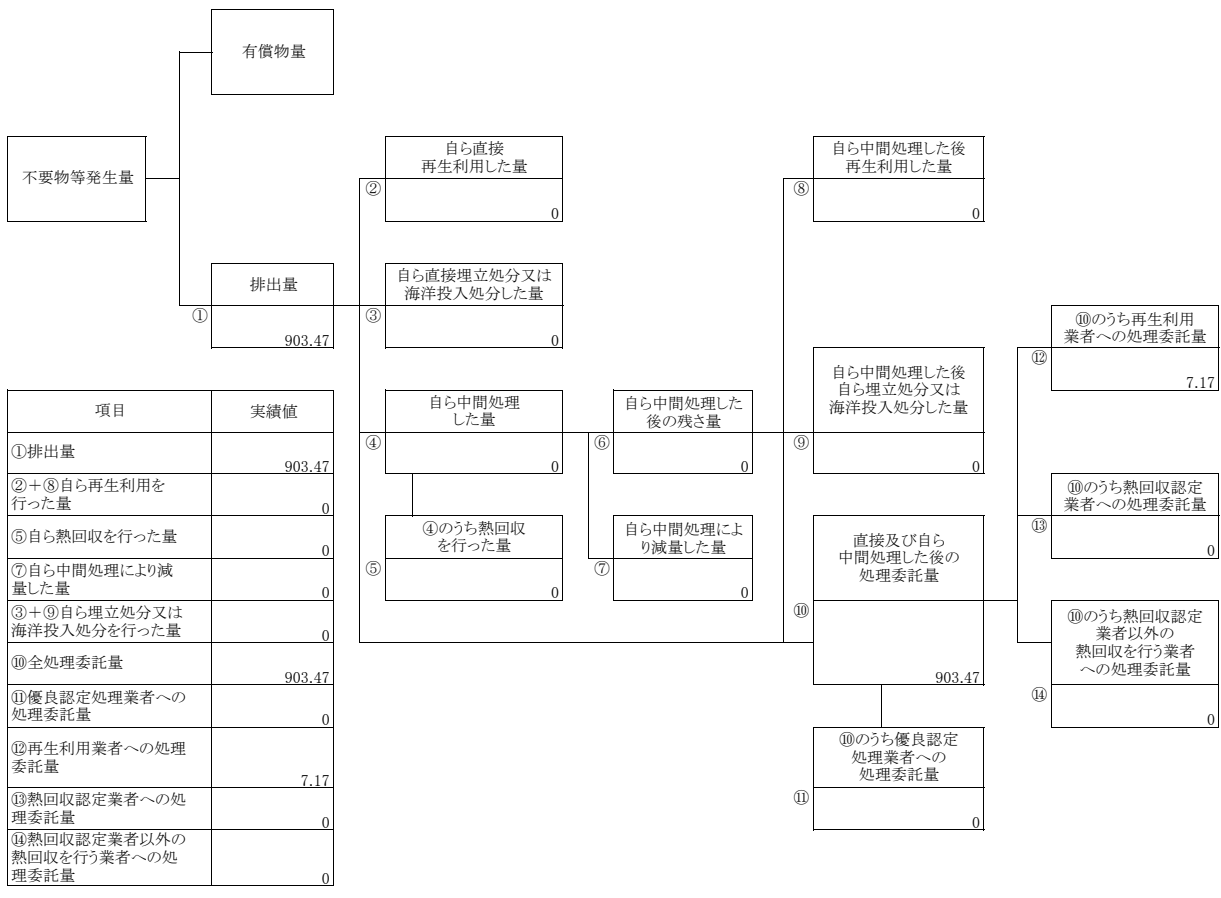 有償物量
不要物等発生量
排出量
①
903.47
自ら直接
再生利用した量
②
0
自ら直接埋立処分又は
海洋投入処分した量
③
0
自ら中間処理
した量
④
0
④のうち熱回収
を行った量
⑤
0
自ら中間処理した
後の残さ量
⑥
0
自ら中間処理によ
り減量した量
⑦
0
自ら中間処理した後
再生利用した量
⑧
0
自ら中間処理した後
自ら埋立処分又は
海洋投入処分した量
⑨
0
直接及び自ら
中間処理した後の
処理委託量
⑩
903.47
⑩のうち優良認定
処理業者への
処理委託量
⑪
0
⑩のうち再生利用
業者への処理委託量
⑫
7.17
⑩のうち熱回収認定
業者への処理委託量
⑬
0
⑩のうち熱回収認定
業者以外の
熱回収を行う業者
への処理委託量
⑭
0
項目 実績値
①排出量
903.47
②+⑧自ら再生利用を
行った量
0
⑤自ら熱回収を行った量
0
⑦自ら中間処理により減
量した量
0
③+⑨自ら埋立処分又は
海洋投入処分を行った量
0
⑩全処理委託量
903.47
⑪優良認定処理業者への
処理委託量
0
⑫再生利用業者への処理
委託量
7.17
⑬熱回収認定業者への処
理委託量
0
⑭熱回収認定業者以外の
熱回収を行う業者への処
理委託量
0